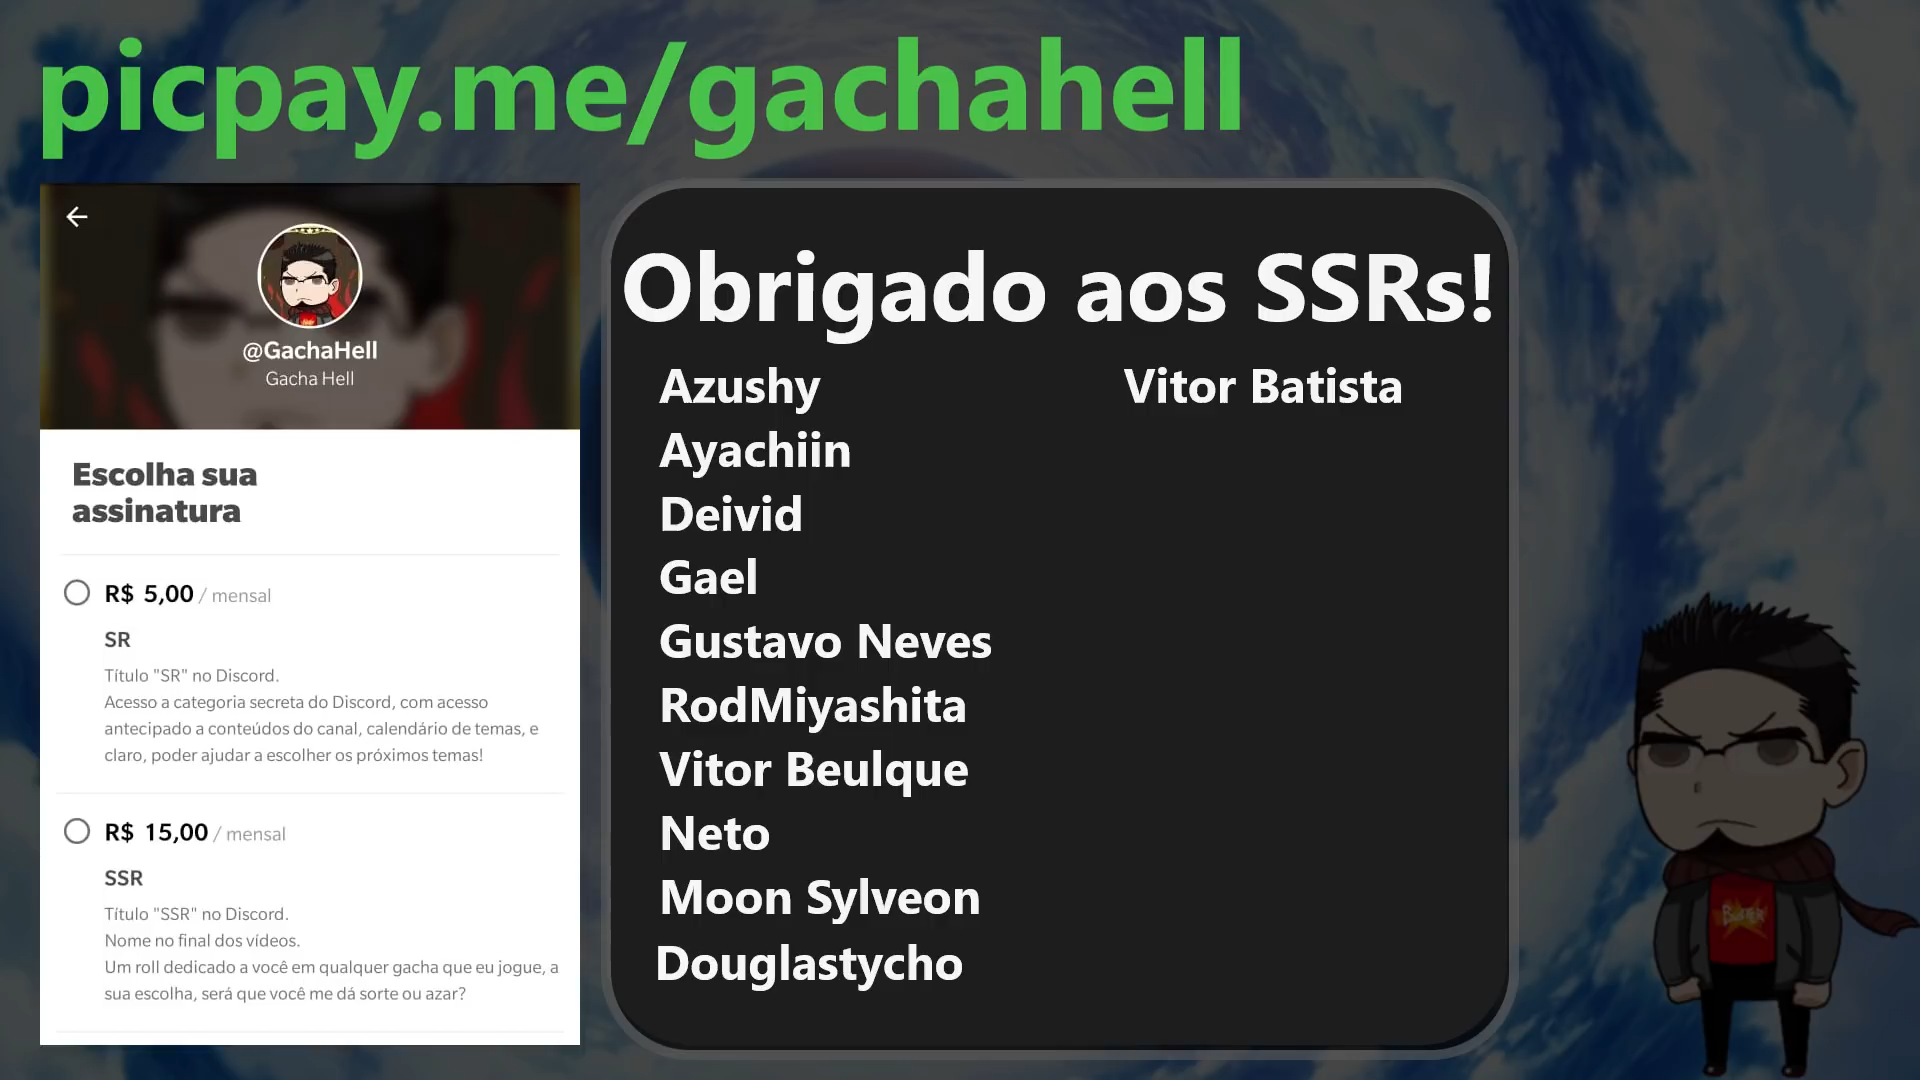 picpay.me/gachahell
@GachaHell
Gacha Hell
Escolha sua
assinatura
R$ 5,00 / mensal
SR
Título "SR" no Discord.
Acesso a categoria secreta do Discord, com acesso
antecipado a conteúdos do canal, calendário de temas, e
claro, poder ajudar a escolher os próximos temas!
R$ 15,00 / mensal
SSR
Título "SSR" no Discord.
Nome no final dos vídeos.
Um roll dedicado a você em qualquer gacha que eu jogue, a
sua escolha, será que você me dá sorte ou azar?
Obrigado aos SSRs!
Azushy
Ayachiin
Deivid
Gael
Gustavo Neves
RodMiyashita
Vitor Beulque
Neto
Moon Sylveon
Douglastycho
Vitor Batista
BUSTER